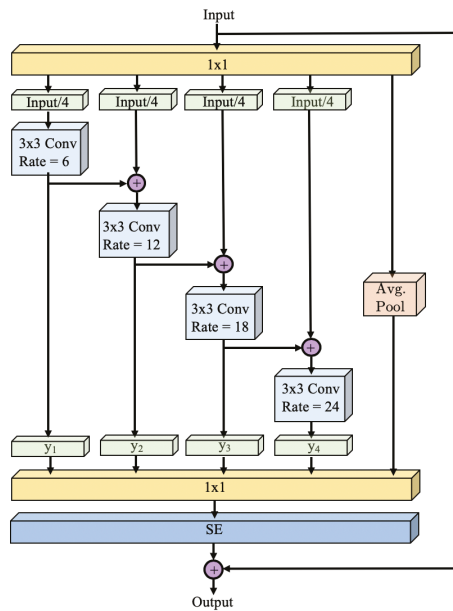 Input
1x1
Input/4 Input/4 Input/4 Input/4
3x3 Conv
Rate = 6
+
3x3 Conv
Rate = 12
+
3x3 Conv
Rate = 18
Avg.
Pool
+
3x3 Conv
Rate = 24
y₁ y₂ y₃ y₄
1x1
SE
+
Output